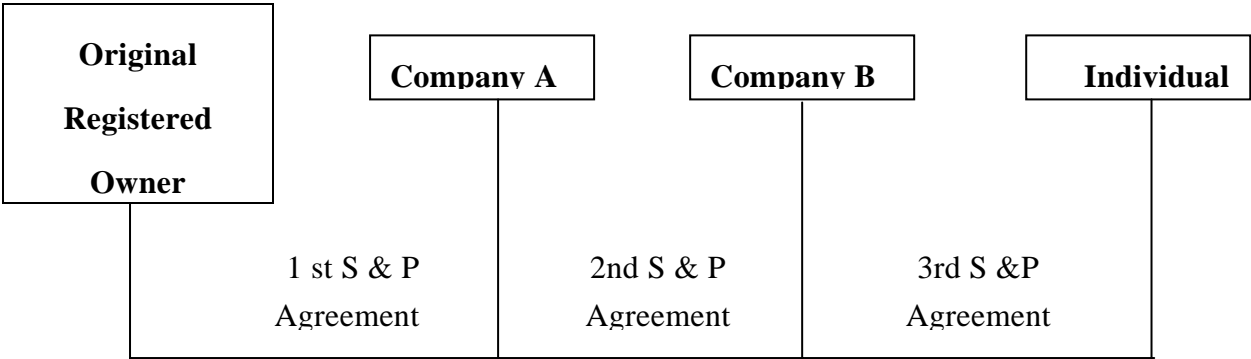 Original
Registered
Owner
Company A
Company B
Individual
1 st S & P
Agreement
2nd S & P
Agreement
3rd S &P
Agreement